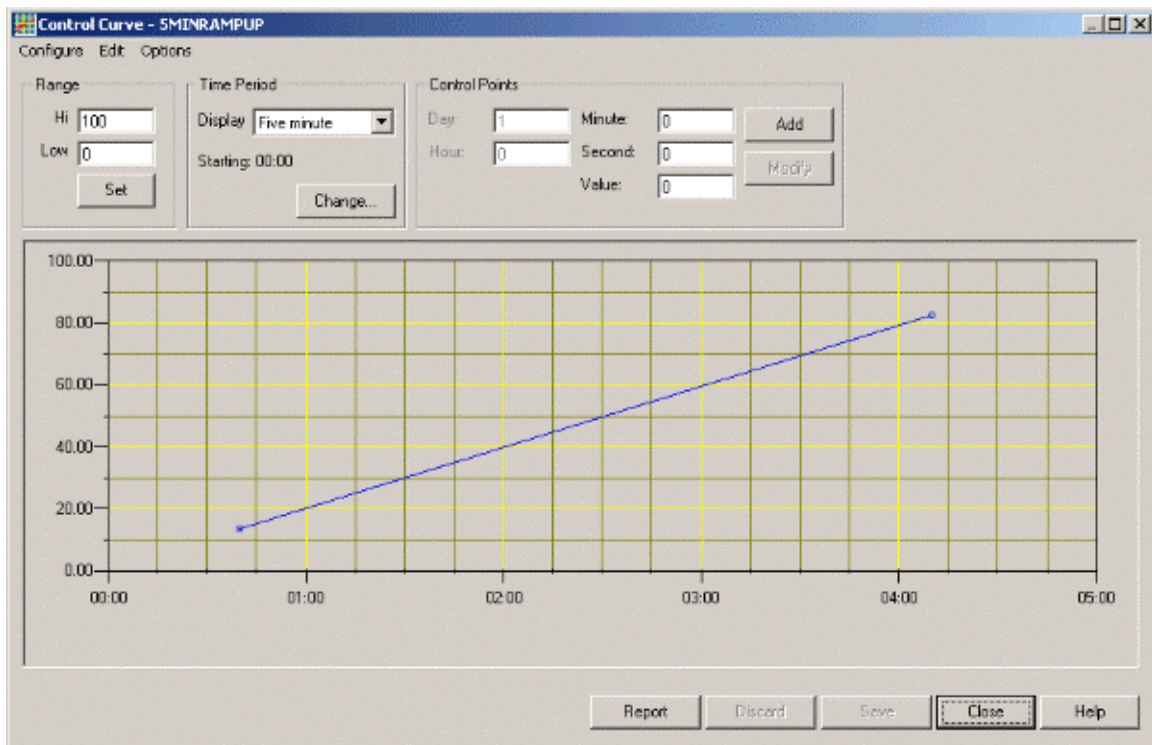 Control Curve - 5MINRAMPUP
Configure Edit Options
Range
Hi 100
Low 0
Set
Time Period
Display Five minute
Starting: 00:00
Change...
Control Points
Day: 1
Hour: 0
Minute: 0
Second: 0
Value: 0
Add
Modify
100.00
80.00
60.00
40.00
20.00
0.00
00:00 01:00 02:00 03:00 04:00 05:00
Report Discard Save Close Help